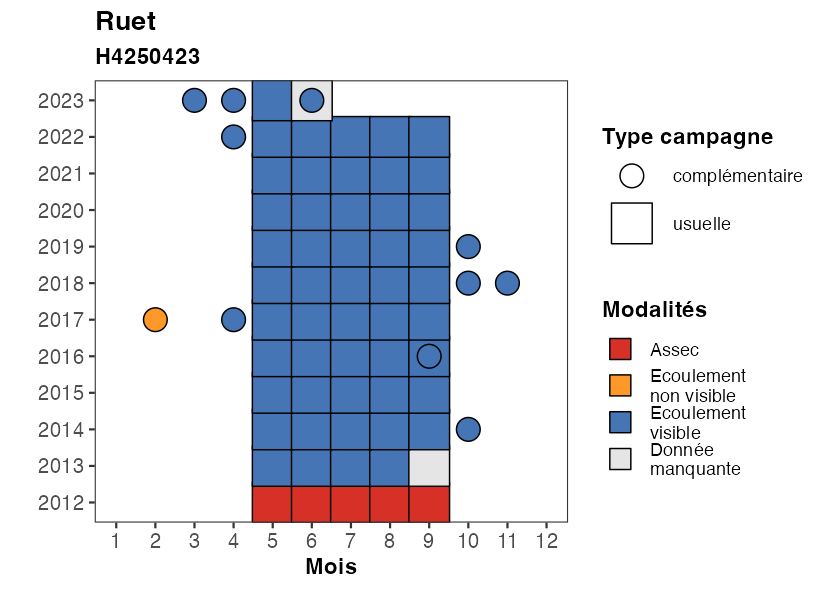 Ruet
H4250423
2023
2022
2021
2020
2019
2018
2017
2016
2015
2014
2013
2012
1 2 3 4 5 6 7 8 9 10 11 12
Mois
Type campagne
complémentaire
usuelle
Modalités
Assec
Ecoulement
non visible
Ecoulement
visible
Donnée
manquante